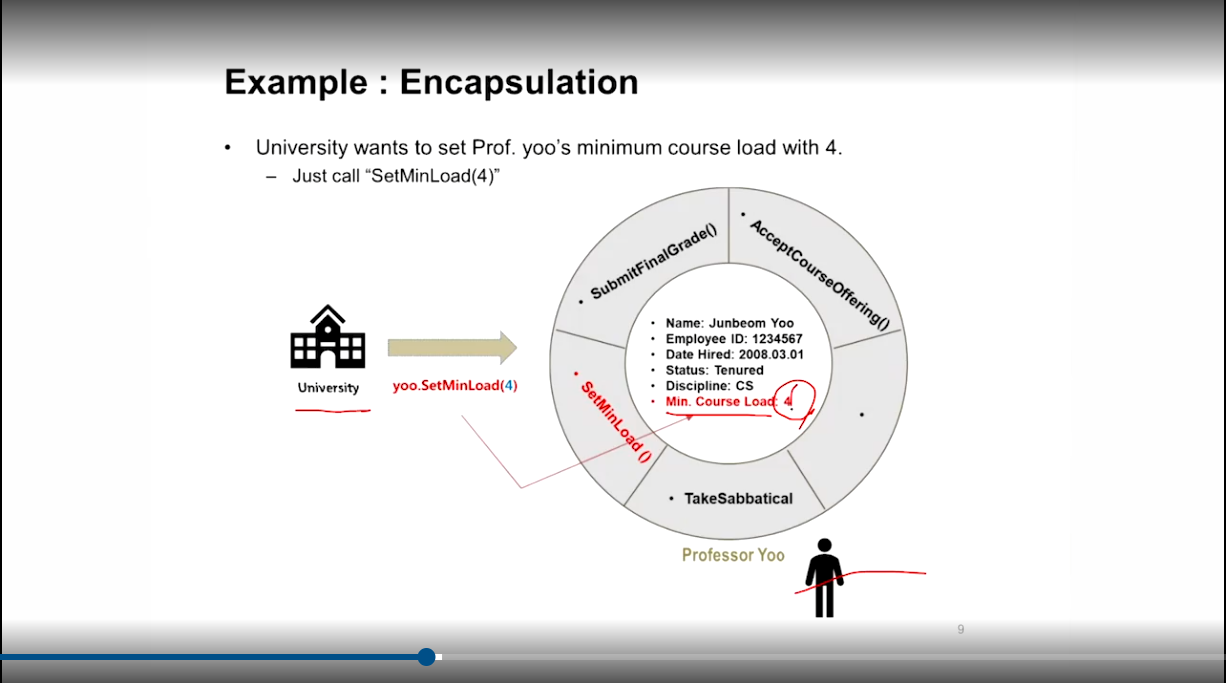 Example : Encapsulation
• University wants to set Prof. yoo's minimum course load with 4.
– Just call “SetMinLoad(4)”
• SubmitFinalGrade()
• AcceptCourseOffering()
• Name: Junbeom Yoo
• Employee ID: 1234567
• Date Hired: 2008.03.01
• Status: Tenured
• Discipline: CS
• Min. Course Load: 4
University
yoo.SetMinLoad(4)
• SetMinLoad ()
•
• TakeSabbatical
Professor Yoo
9